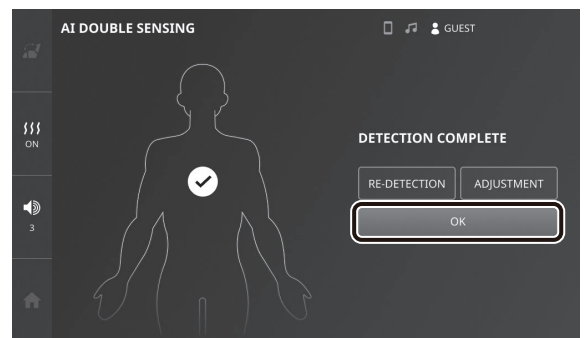 AI DOUBLE SENSING
GUEST
ON
3
DETECTION COMPLETE
RE-DETECTION
ADJUSTMENT
OK